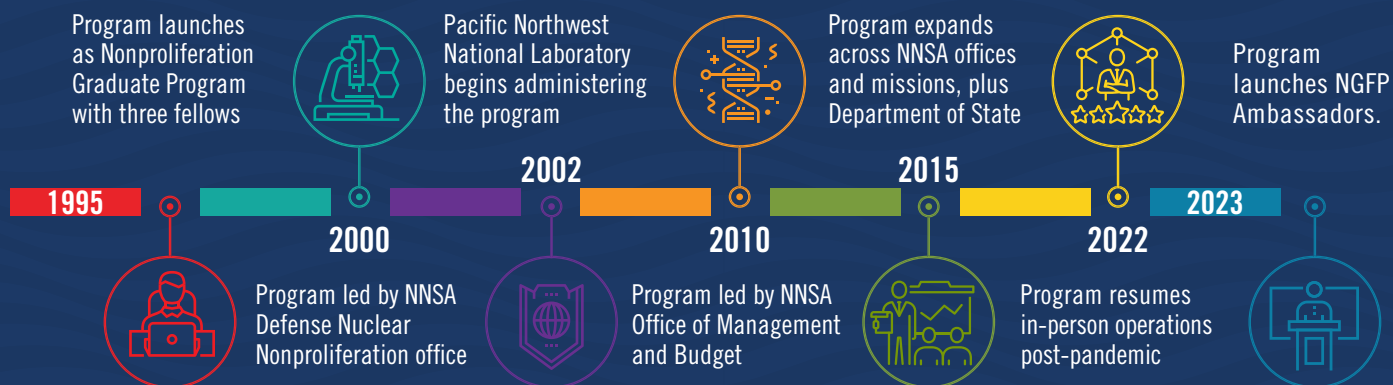 Program launches
as Nonproliferation
Graduate Program
with three fellows
1995
2000
Program led by NNSA
Defense Nuclear
Nonproliferation office
Pacific Northwest
National Laboratory
begins administering
the program
2002
2010
Program led by NNSA
Office of Management
and Budget
Program expands
across NNSA offices
and missions, plus
Department of State
2015
2022
Program resumes
in-person operations
post-pandemic
Program
launches NGFP
Ambassadors.
2023